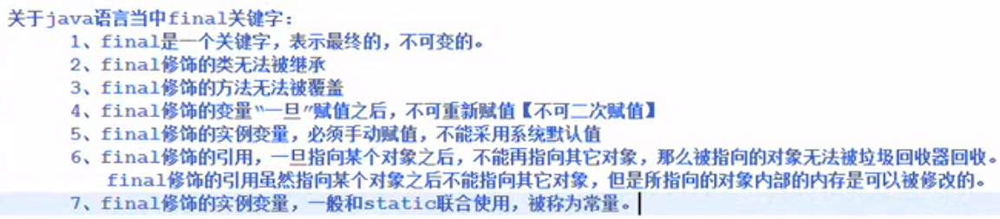 关于java语言当中final关键字：
1、final是一个关键字，表示最终的，不可变的。
2、final修饰的类无法被继承
3、final修饰的方法无法被覆盖
4、final修饰的变量“一旦”赋值之后，不可重新赋值【不可二次赋值】
5、final修饰的实例变量，必须手动赋值，不能采用系统默认值
6、final修饰的引用，一旦指向某个对象之后，不能再指向其它对象，那么被指向的对象无法被垃圾回收器回收。
final修饰的引用虽然指向某个对象之后不能指向其它对象，但是所指向的对象内部的内存是可以被修改的。
7、final修饰的实例变量，一般和static联合使用，被称为常量。